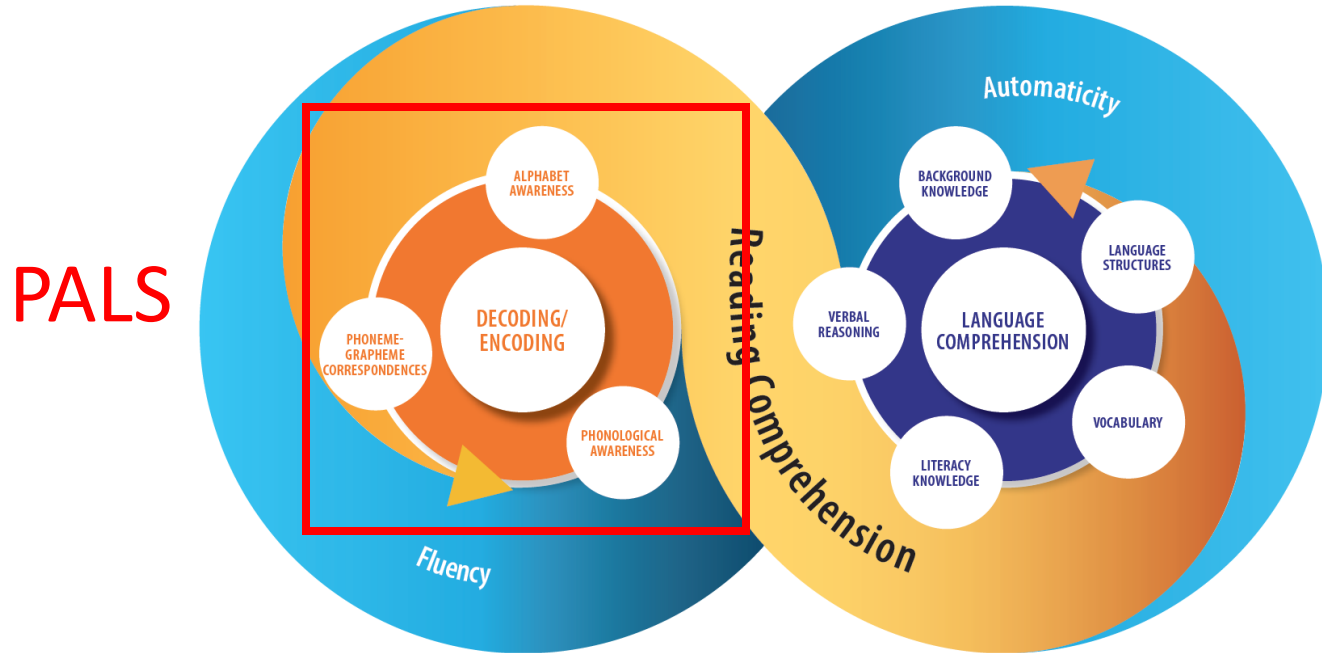 PALS
ALPHABET
AWARENESS
DECODING/
ENCODING
PHONEME-
GRAPHEME
CORRESPONDENCES
PHONOLOGICAL
AWARENESS
Fluency
Reading Comprehension
Automaticity
BACKGROUND
KNOWLEDGE
LANGUAGE
STRUCTURES
VERBAL
REASONING
LANGUAGE
COMPREHENSION
VOCABULARY
LITERACY
KNOWLEDGE